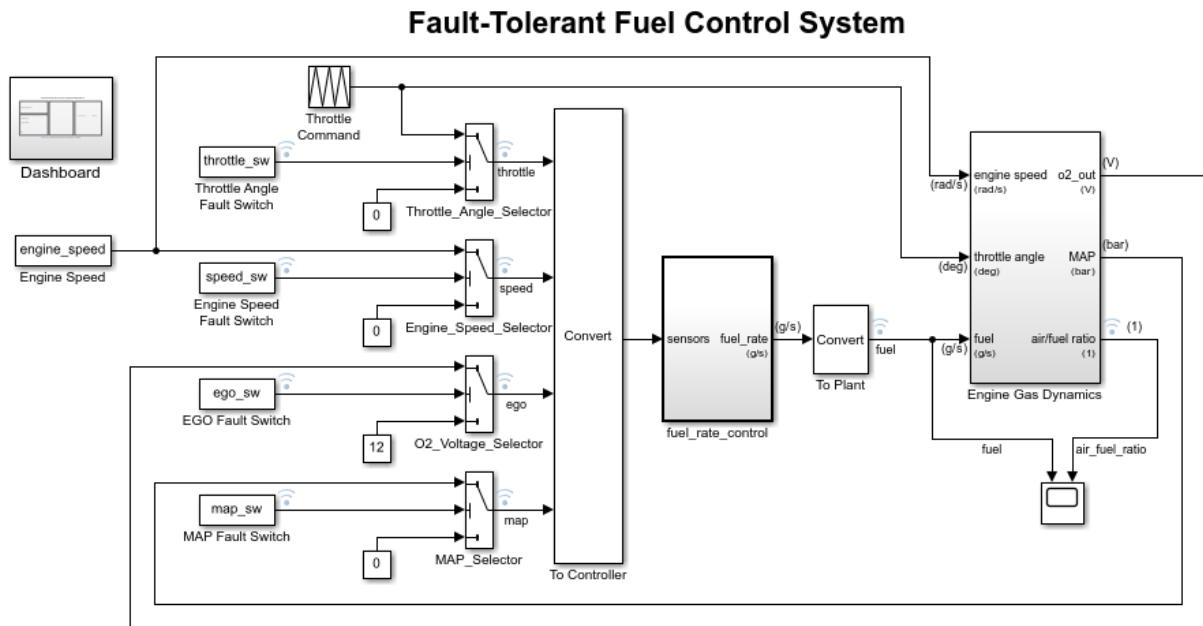 Fault-Tolerant Fuel Control System
Dashboard
Throttle
Command
throttle_sw
Throttle Angle
Fault Switch
0
throttle
Throttle_Angle_Selector
engine_speed
Engine Speed
speed_sw
Engine Speed
Fault Switch
0
speed
Engine_Speed_Selector
ego_sw
EGO Fault Switch
12
ego
O2_Voltage_Selector
map_sw
MAP Fault Switch
0
map
MAP_Selector
Convert
To Controller
sensors
fuel_rate
(g/s)
(g/s)
fuel_rate_control
Convert
To Plant
fuel
(rad/s)
engine speed
(rad/s)
o2_out
(V)
(V)
(deg)
throttle angle
(deg)
MAP
(bar)
(bar)
(g/s)
fuel
(g/s)
air/fuel ratio
(1)
(1)
Engine Gas Dynamics
fuel
air_fuel_ratio